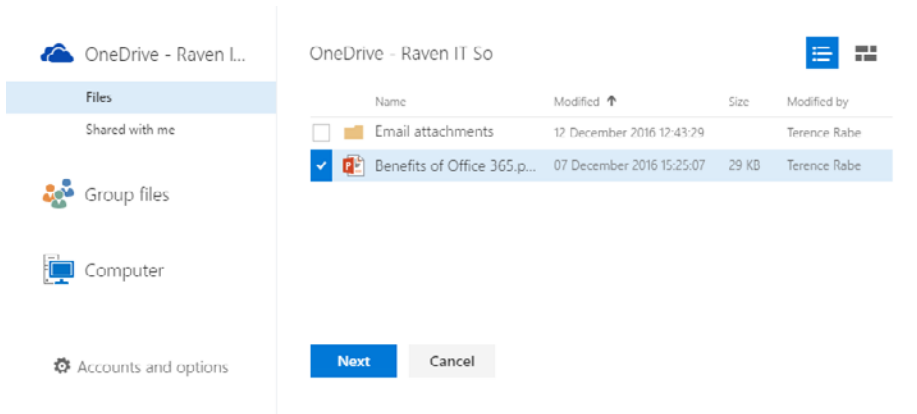 OneDrive - Raven I...
Files
Shared with me
Group files
Computer
Accounts and options
OneDrive - Raven IT So
Name Modified ↑ Size Modified by
Email attachments 12 December 2016 12:43:29 Terence Rabe
Benefits of Office 365.p... 07 December 2016 15:25:07 29 KB Terence Rabe
Next Cancel